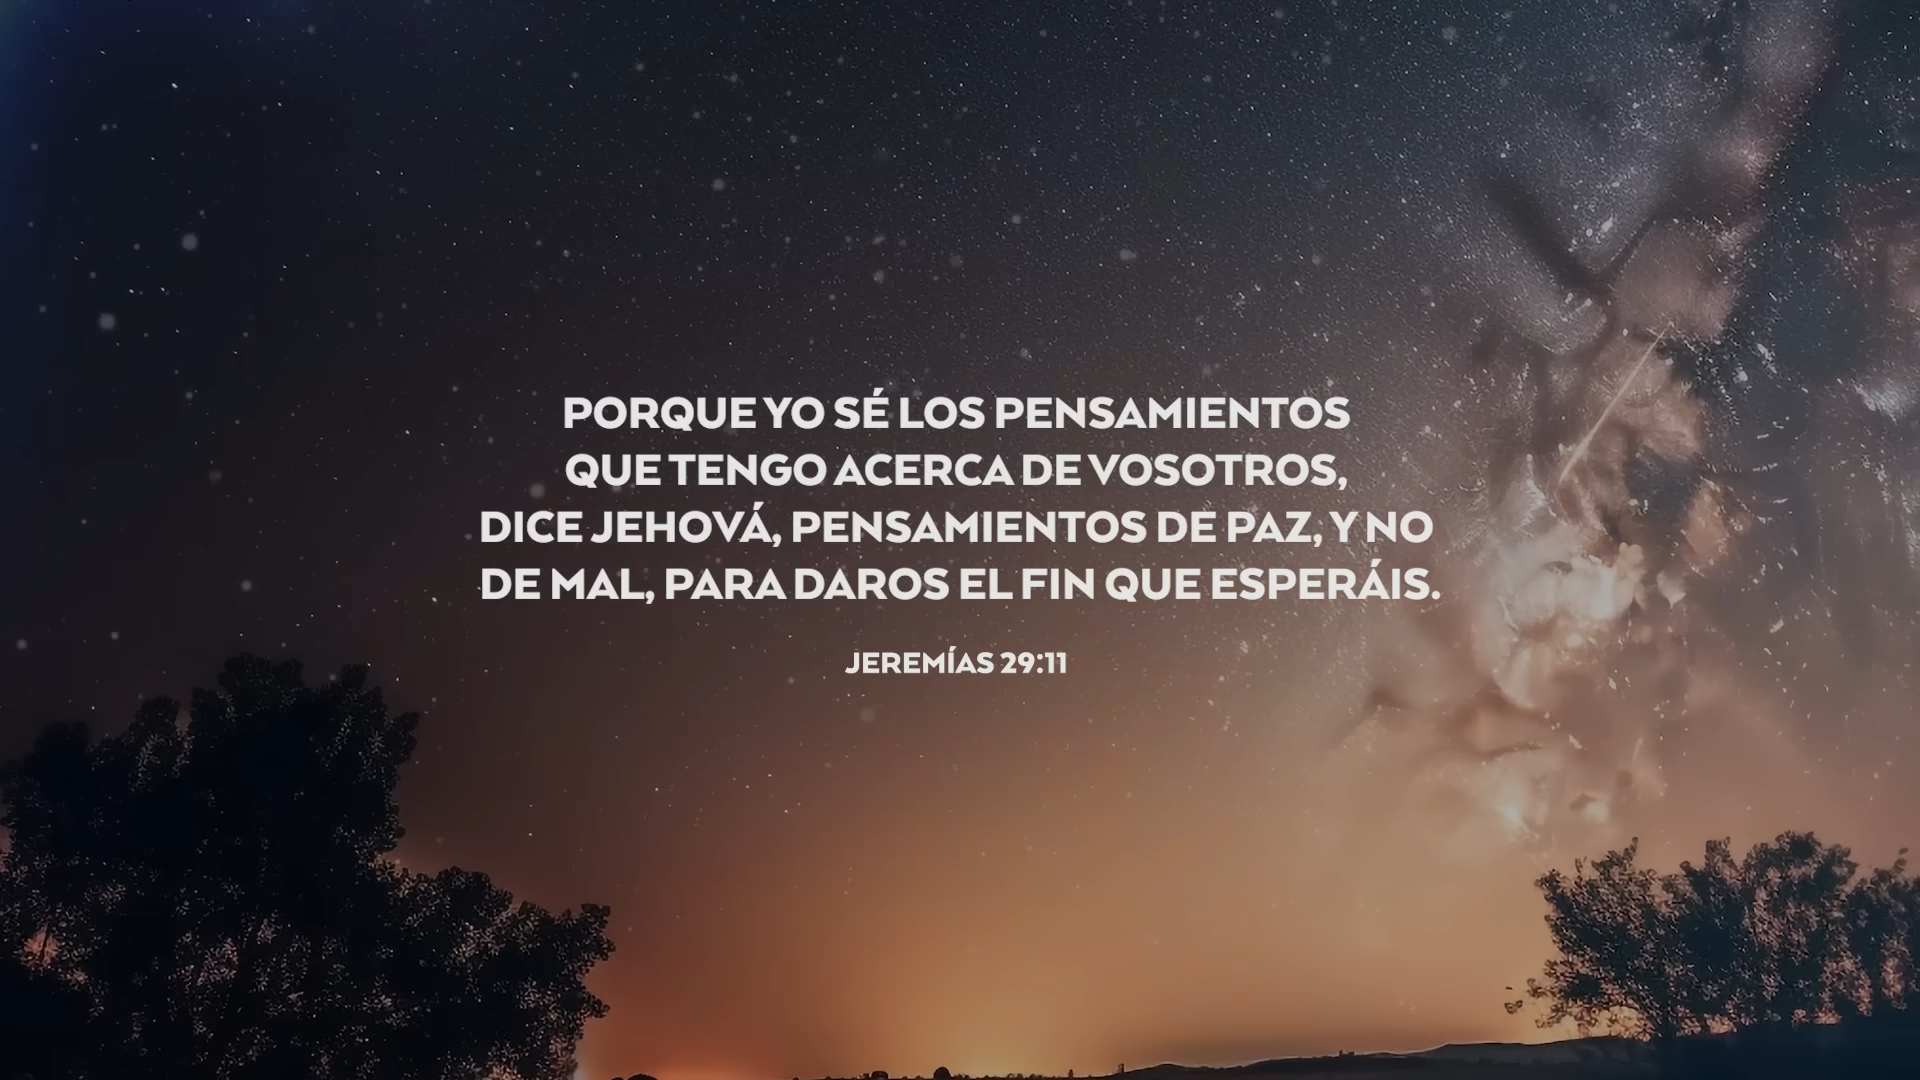 PORQUE YO SÉ LOS PENSAMIENTOS
QUE TENGO ACERCA DE VOSOTROS,
DICE JEHOVÁ, PENSAMIENTOS DE PAZ, Y NO
DE MAL, PARA DAROS EL FIN QUE ESPERÁIS.
JEREMÍAS 29:11